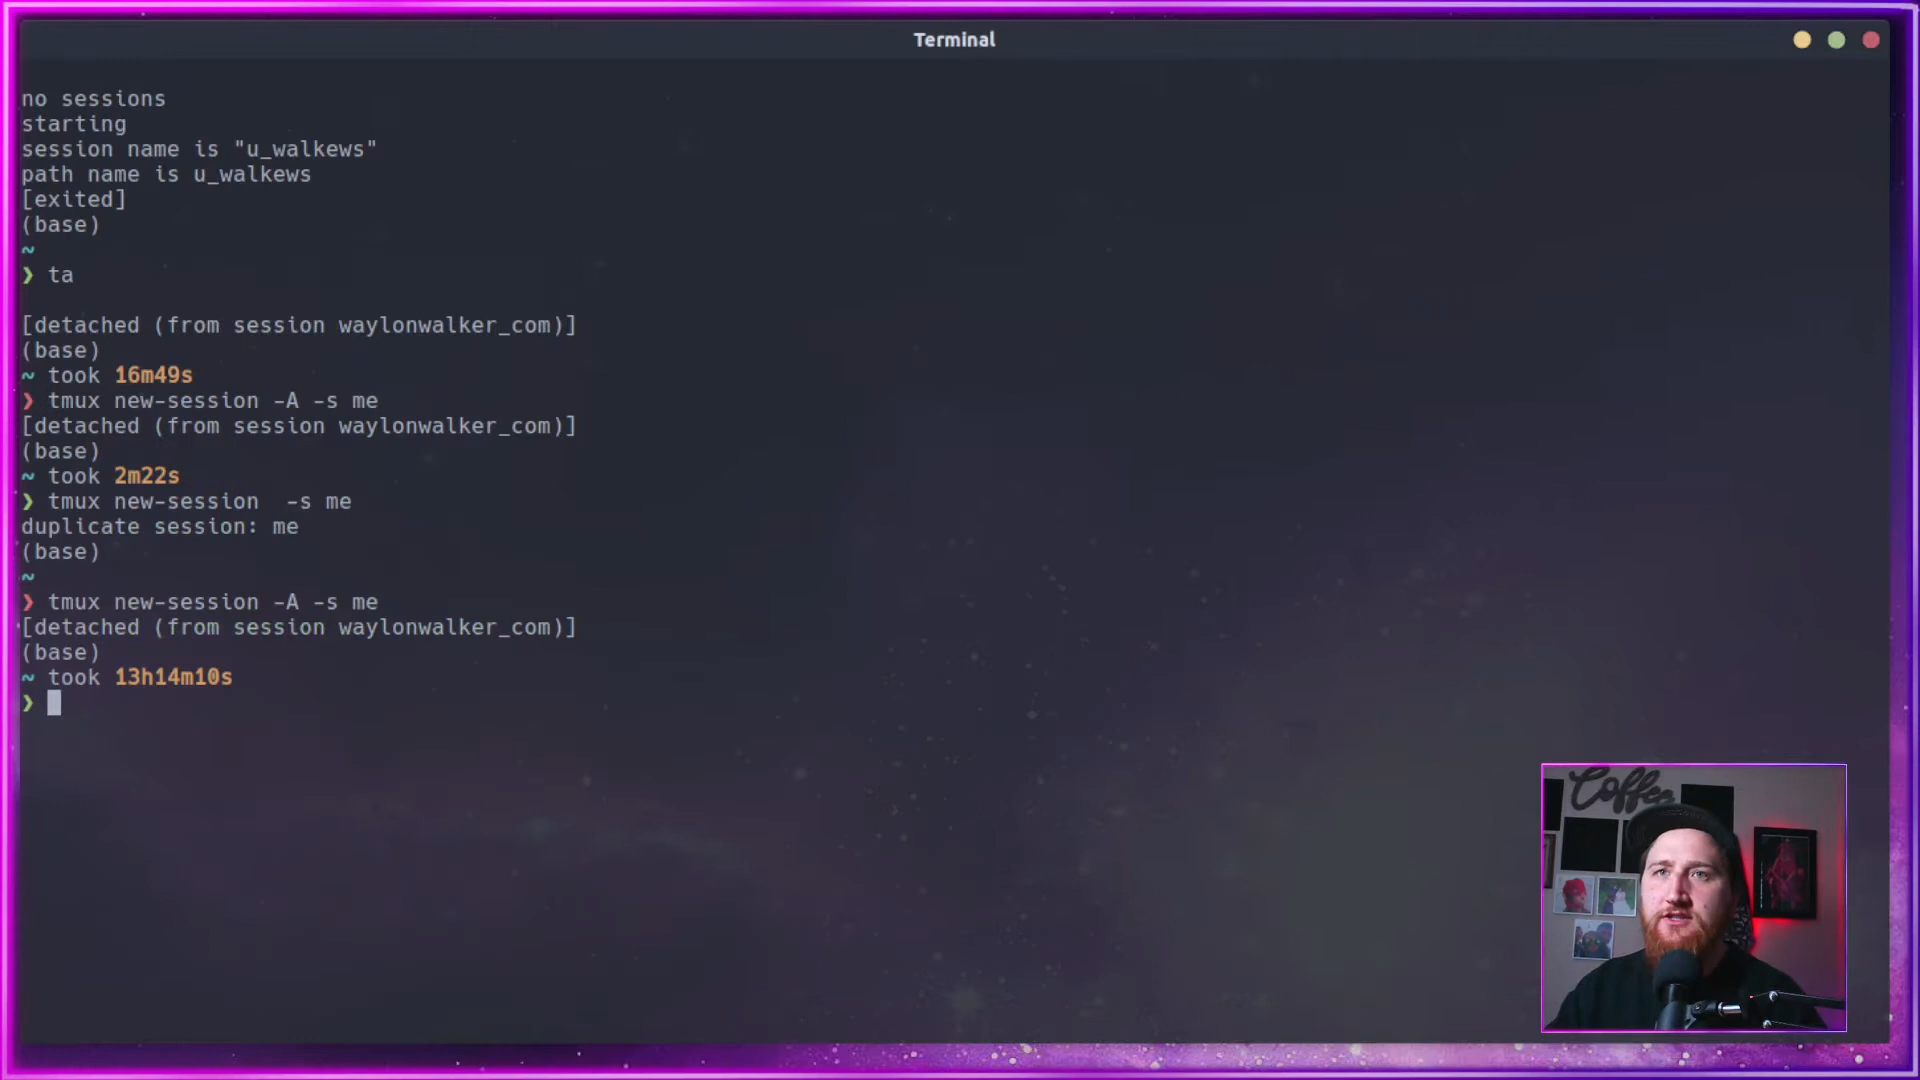 Terminal
no sessions
starting
session name is "u_walkews"
path name is u_walkews
[exited]
(base)
~
❯ ta
[detached (from session waylonwalker_com)]
(base)
~ took 16m49s
❯ tmux new-session -A -s me
[detached (from session waylonwalker_com)]
(base)
~ took 2m22s
❯ tmux new-session  -s me
duplicate session: me
(base)
~
❯ tmux new-session -A -s me
[detached (from session waylonwalker_com)]
(base)
~ took 13h14m10s
❯
Coffee